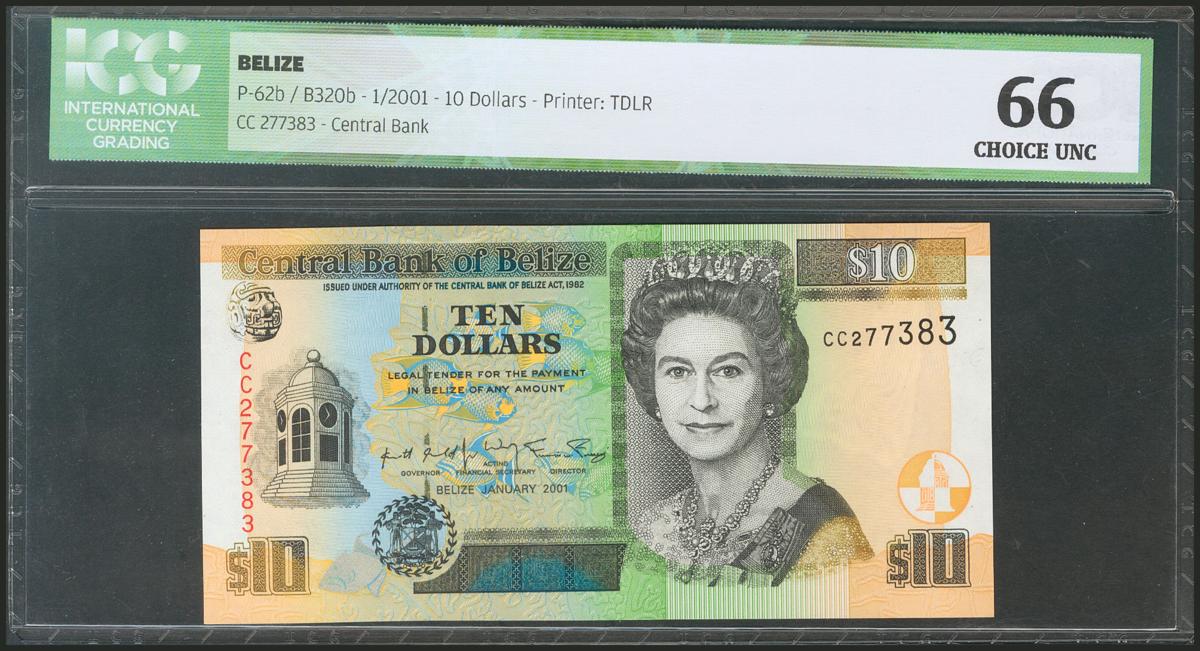 ICG
INTERNATIONAL
CURRENCY
GRADING
BELIZE
P-62b / B320b - 1/2001 - 10 Dollars - Printer: TDLR
CC 277383 - Central Bank
66
CHOICE UNC
Central Bank of Belize
ISSUED UNDER AUTHORITY OF THE CENTRAL BANK OF BELIZE ACT, 1982
$10
TEN
DOLLARS
LEGAL TENDER FOR THE PAYMENT
IN BELIZE OF ANY AMOUNT
CC277383
CC277383
ACTING
GOVERNOR FINANCIAL SECRETARY DIRECTOR
BELIZE JANUARY 2001
$10
$10